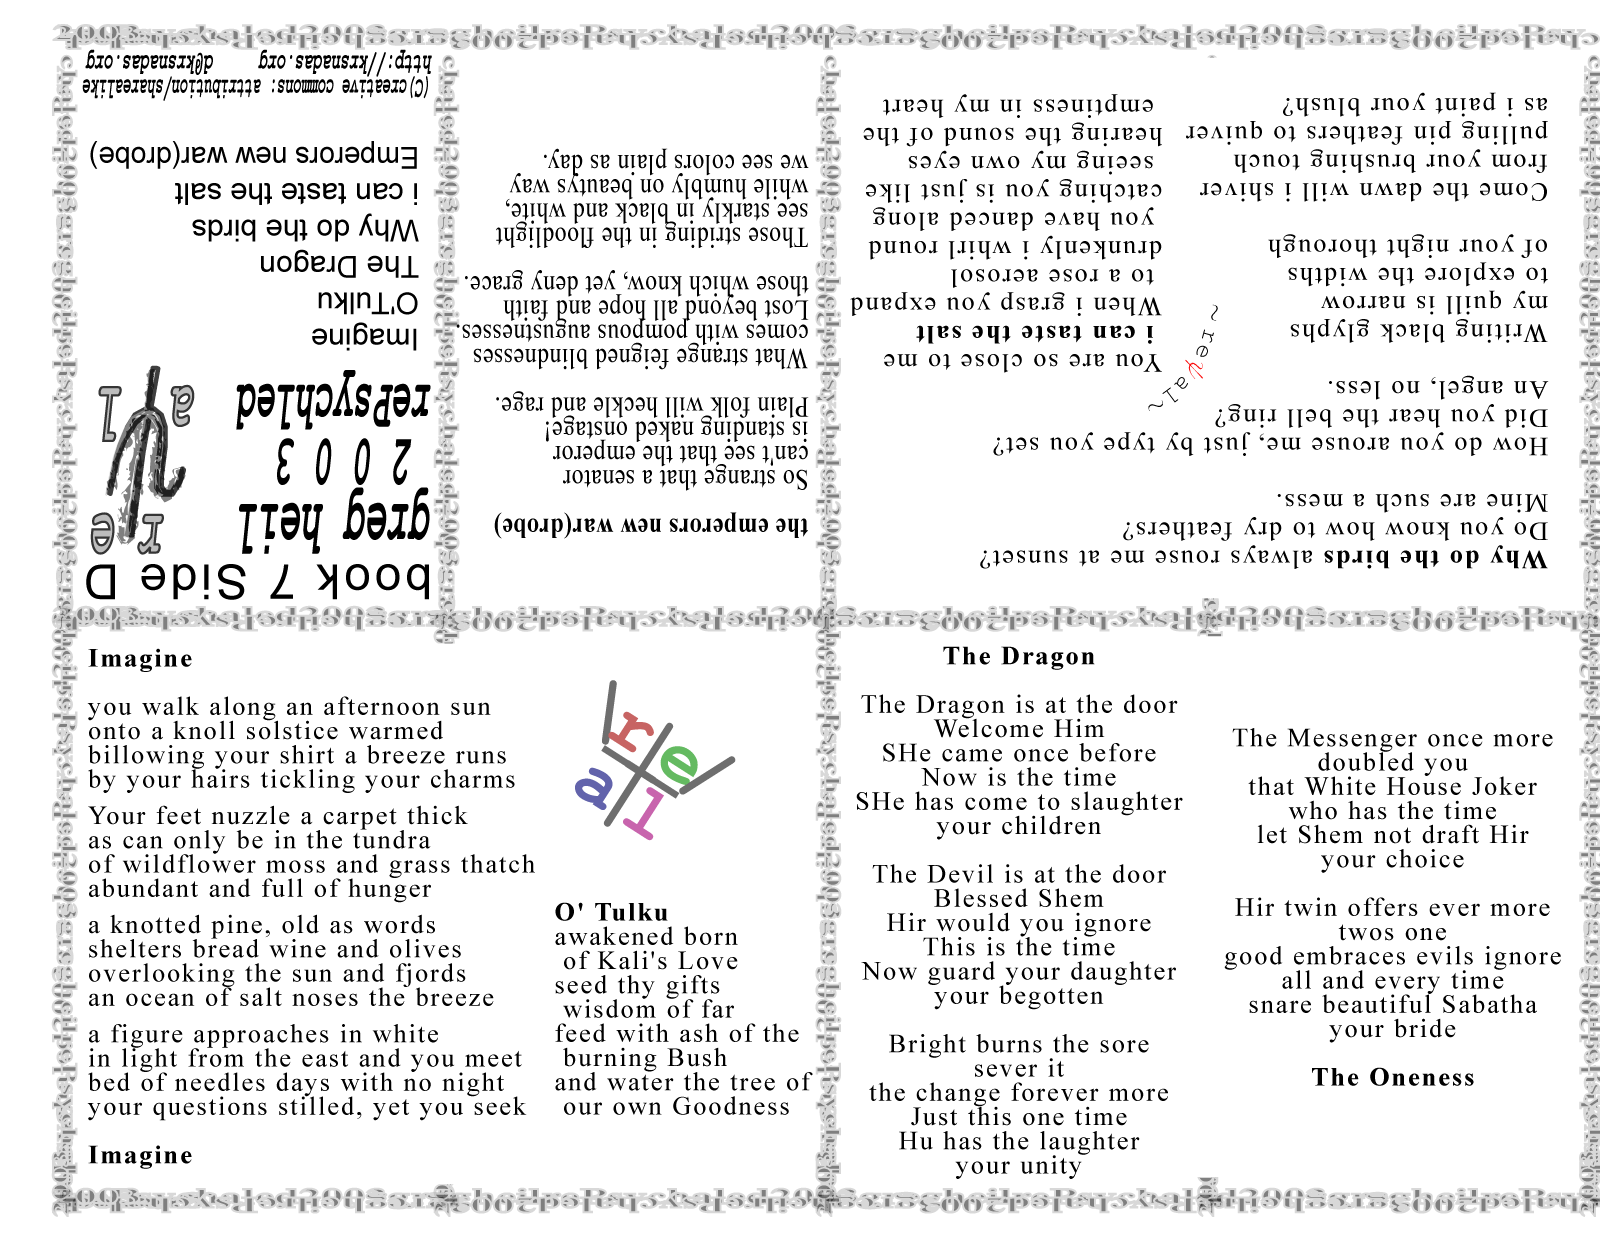 book 7 Side D
greg heil
2 0 0 3
rePsychled
r e
a l
Imagine
O'Tulku
The Dragon
Why do the birds
i can taste the salt
Emperors new war(drobe)
(C)creative commons: attribution/sharealike
http://krsnadas.org d@krsnadas.org
the emperors new war(drobe)
So strange that a senator
can't see that the emperor
is standing naked onstage!
Plain folk will heckle and rage.
What strange feigned blindnesses
comes with pompous augustnesses.
Lost beyond all hope and faith
those which know, yet deny grace.
Those striding in the floodlight
see starkly in black and white,
while humbly on beautys way
we see colors plain as day.
Why do the birds always rouse me at sunset?
Do you know how to dry feathers?
Mine are such a mess.
How do you arouse me, just by type you set?
Did you hear the bell ring?
An angel, no less.
Writing black glyphs
my quill is narrow
to explore the widths
of your night thorough
Come the dawn will i shiver
from your brushing touch
pulling pin feathers to quiver
as i paint your blush?
~reψal~
You are so close to me
i can taste the salt
When i grasp you expand
to a rose aerosol
drunkenly i whirl round
you have danced along
catching you is just like
seeing my own eyes
hearing the sound of the
emptiness in my heart
Imagine
you walk along an afternoon sun
onto a knoll solstice warmed
billowing your shirt a breeze runs
by your hairs tickling your charms
Your feet nuzzle a carpet thick
as can only be in the tundra
of wildflower moss and grass thatch
abundant and full of hunger
a knotted pine, old as words
shelters bread wine and olives
overlooking the sun and fjords
an ocean of salt noses the breeze
a figure approaches in white
in light from the east and you meet
bed of needles days with no night
your questions stilled, yet you seek
Imagine
r e
a l
O' Tulku
awakened born
of Kali's Love
seed thy gifts
wisdom of far
feed with ash of the
burning Bush
and water the tree of
our own Goodness
The Dragon
The Dragon is at the door
Welcome Him
SHe came once before
Now is the time
SHe has come to slaughter
your children
The Devil is at the door
Blessed Shem
Hir would you ignore
This is the time
Now guard your daughter
your begotten
Bright burns the sore
sever it
the change forever more
Just this one time
Hu has the laughter
your unity
The Messenger once more
doubled you
that White House Joker
who has the time
let Shem not draft Hir
your choice
Hir twin offers ever more
twos one
good embraces evils ignore
all and every time
snare beautiful Sabatha
your bride
The Oneness